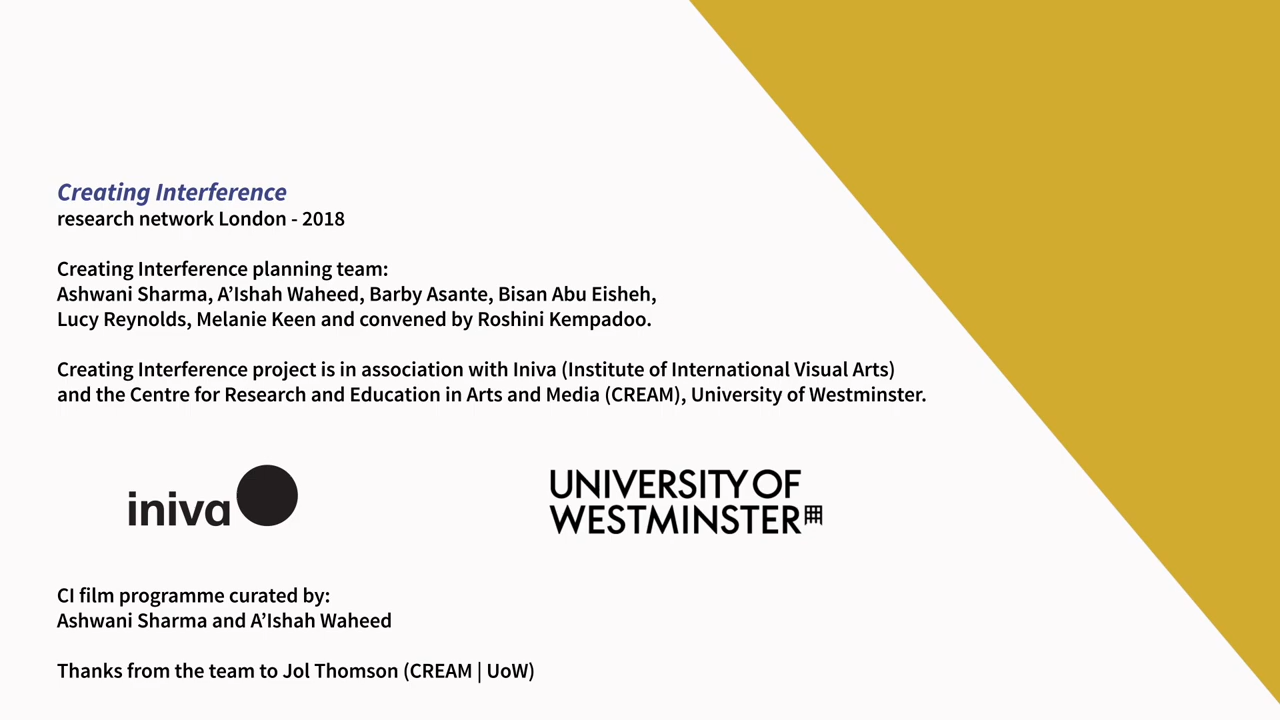 Creating Interference
research network London - 2018
Creating Interference planning team:
Ashwani Sharma, A’Ishah Waheed, Barby Asante, Bisan Abu Eisheh,
Lucy Reynolds, Melanie Keen and convened by Roshini Kempadoo.
Creating Interference project is in association with Iniva (Institute of International Visual Arts)
and the Centre for Research and Education in Arts and Media (CREAM), University of Westminster.
iniva
UNIVERSITY OF
WESTMINSTER
CI film programme curated by:
Ashwani Sharma and A’Ishah Waheed
Thanks from the team to Jol Thomson (CREAM | UoW)